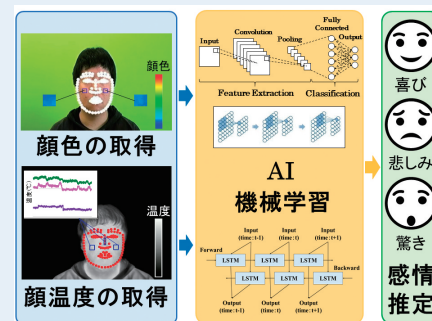 顔色
顔色の取得
温度(℃)
温度
顔温度の取得
Input
Convolution
Pooling
Fully
Connected
Output
Feature Extraction
Classification
AI
機械学習
Input
(time:t-1)
Input
(time:t)
Input
(time:t+1)
Forward
LSTM
LSTM
LSTM
LSTM
LSTM
LSTM
Backward
Output
(time:t-1)
Output
(time:t)
Output
(time:t+1)
喜び
悲しみ
驚き
感情
推定